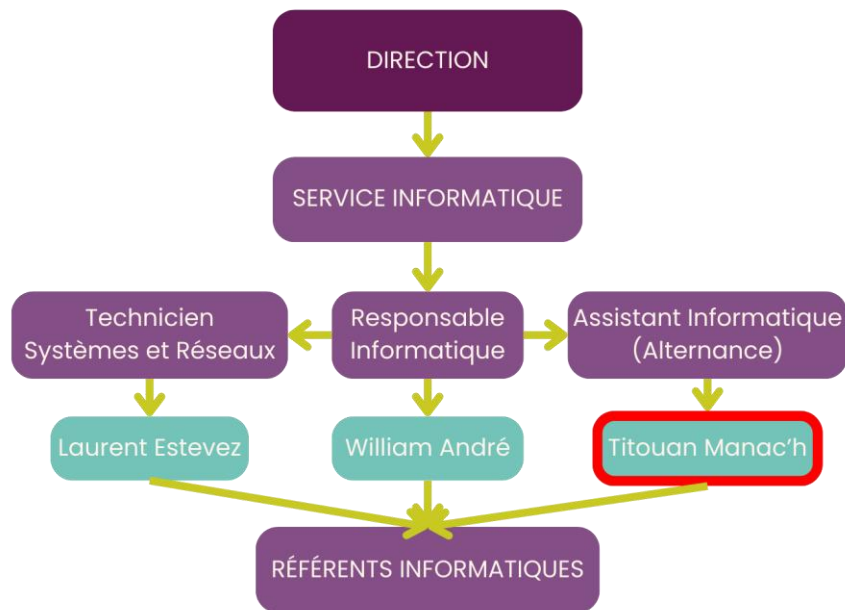 DIRECTION
SERVICE INFORMATIQUE
Technicien
Systèmes et Réseaux
Responsable
Informatique
Assistant Informatique
(Alternance)
Laurent Estevez
William André
Titouan Manac’h
RÉFÉRENTS INFORMATIQUES